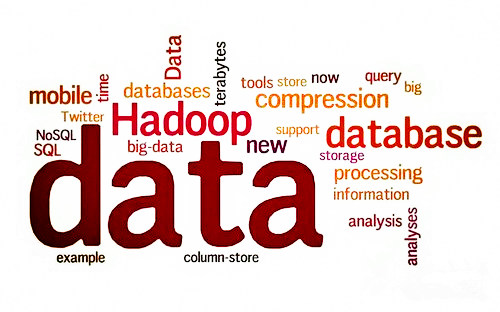 Data
terabytes
time
mobile
databases
tools
store
now
query
big
compression
Twitter
Hadoop
support
database
NoSQL
SQL
big-data
new
storage
data
processing
information
analysis
analyses
example
column-store